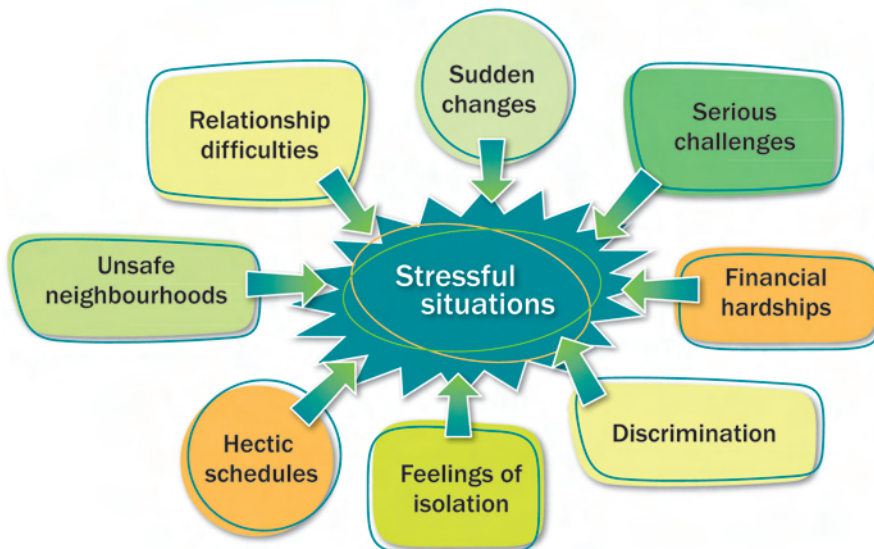 Sudden
changes
Relationship
difficulties
Serious
challenges
Unsafe
neighbourhoods
Stressful
situations
Financial
hardships
Hectic
schedules
Feelings of
isolation
Discrimination